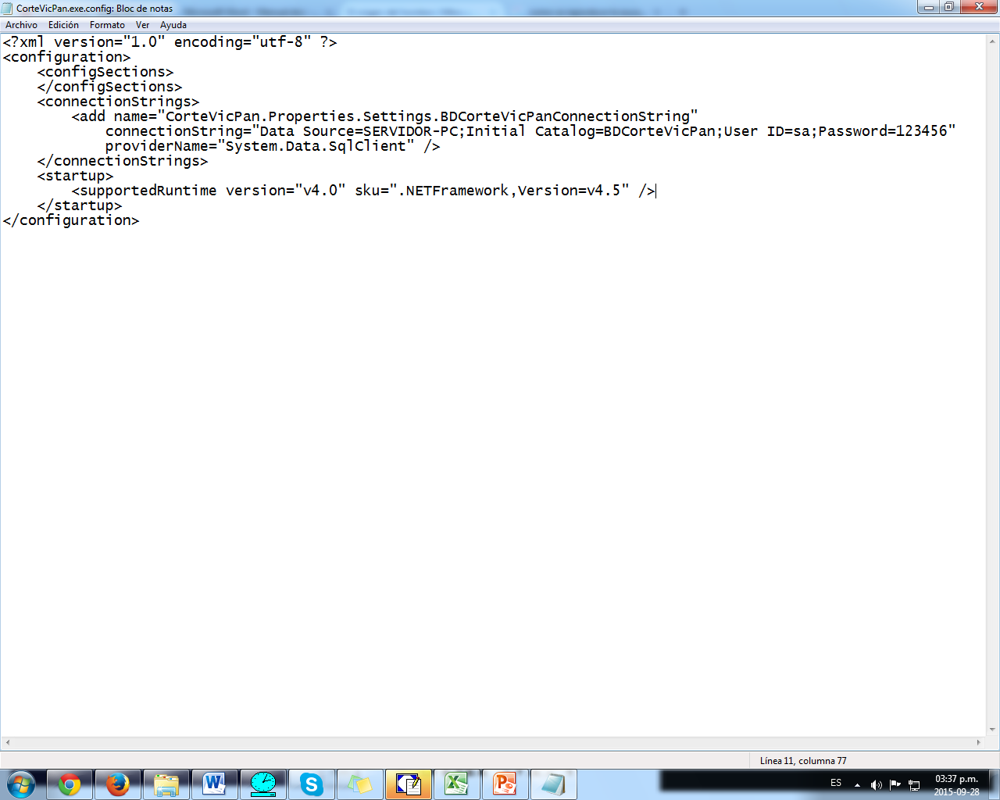 CorteVicPan.exe.config: Bloc de notas
Archivo Edición Formato Ver Ayuda
<?xml version="1.0" encoding="utf-8" ?>
<configuration>
    <configSections>
    </configSections>
    <connectionStrings>
        <add name="CorteVicPan.Properties.Settings.BDCorteVicPanConnectionString"
            connectionString="Data Source=SERVIDOR-PC;Initial Catalog=BDCorteVicPan;User ID=sa;Password=123456"
            providerName="System.Data.SqlClient" />
    </connectionStrings>
    <startup>
        <supportedRuntime version="v4.0" sku=".NETFramework,Version=v4.5" />
    </startup>
</configuration>
Línea 11, columna 77
ES
03:37 p.m.
2015-09-28